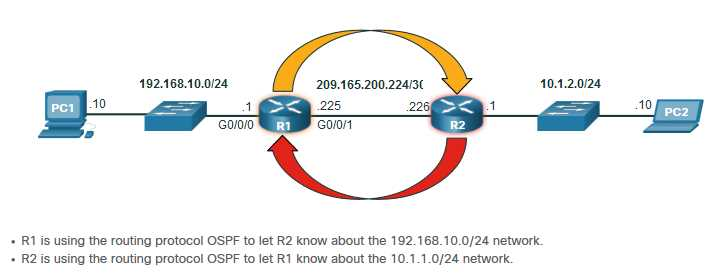 192.168.10.0/24
209.165.200.224/30
10.1.2.0/24
PC1
.10
.1
R1
.225
.226
R2
.1
.10
PC2
G0/0/0
G0/0/1
• R1 is using the routing protocol OSPF to let R2 know about the 192.168.10.0/24 network.
• R2 is using the routing protocol OSPF to let R1 know about the 10.1.1.0/24 network.